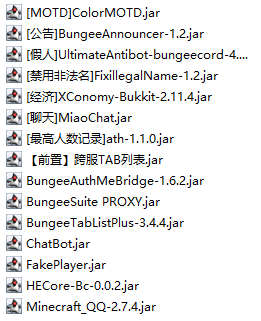 [MOTD]ColorMOTD.jar
[公告]BungeeAnnouncer-1.2.jar
[假人]UltimateAntibot-bungeecord-4....
[禁用非法名]FixillegalName-1.2.jar
[经济]XConomy-Bukkit-2.11.4.jar
[聊天]MiaoChat.jar
[最高人数记录]ath-1.1.0.jar
【前置】跨服TAB列表.jar
BungeeAuthMeBridge-1.6.2.jar
BungeeSuite PROXY.jar
BungeeTabListPlus-3.4.4.jar
ChatBot.jar
FakePlayer.jar
HECore-Bc-0.0.2.jar
Minecraft_QQ-2.7.4.jar